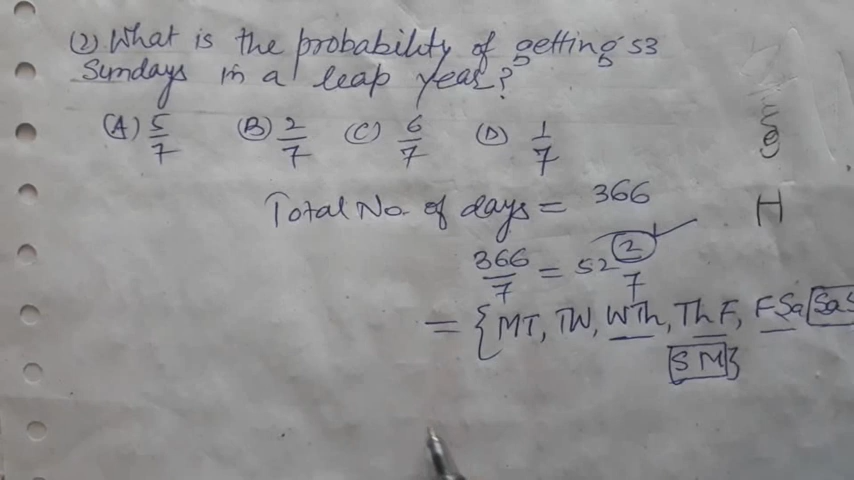 (2) What is the probability of getting 53
Sundays in a leap year?
(A) 5/7 (B) 2/7 (C) 6/7 (D) 1/7
Total No. of days = 366
366/7 = 52 2/7
= {MT, TW, WTh, ThF, FSa, SaS
SM}
H